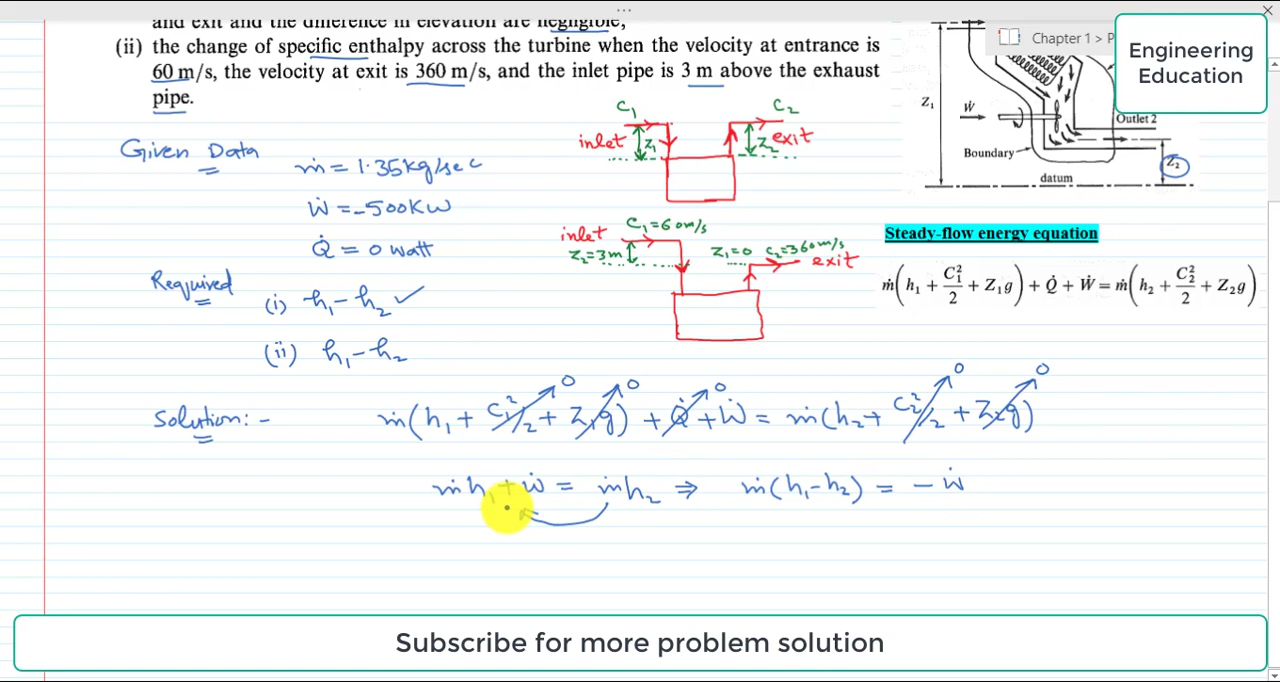 and exit and the difference in elevation are negligible;
(ii) the change of specific enthalpy across the turbine when the velocity at entrance is
60 m/s, the velocity at exit is 360 m/s, and the inlet pipe is 3 m above the exhaust
pipe.
Chapter 1 > P
Engineering
Education
Z₁
Ẇ
Outlet 2
Boundary
Z₂
datum
C₁
C₂
inlet
Z₁
Z₂
exit
Given Data
ṁ = 1.35kg/sec
Ẇ = -500KW
Q̇ = 0 watt
inlet
C₁=60m/s
Z₂=3m
Z₁=0
C₂=360m/s
exit
Steady-flow energy equation
ṁ(h₁ + C₁²/2 + Z₁g) + Q̇ + Ẇ = ṁ(h₂ + C₂²/2 + Z₂g)
Required
(i) h₁-h₂ ✓
(ii) h₁-h₂
0 0 0 0 0
Solution:- ṁ(h₁ + C₁²/2 + Z₁g) + Q̇ + Ẇ = ṁ(h₂ + C₂²/2 + Z₂g)
ṁh₁ + ẇ = ṁh₂ ⇒ ṁ(h₁-h₂) = -ẇ
Subscribe for more problem solution